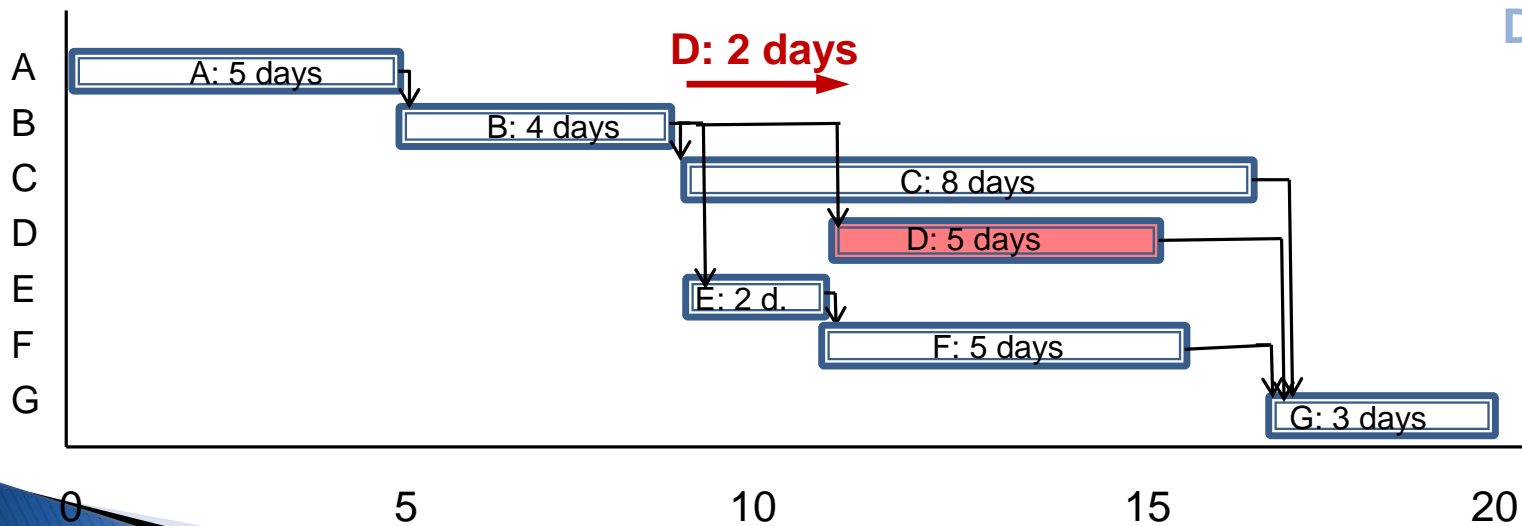 D
D: 2 days
A
A: 5 days
B
B: 4 days
C
C: 8 days
D
D: 5 days
E
E: 2 d.
F
F: 5 days
G
G: 3 days
0 5 10 15 20